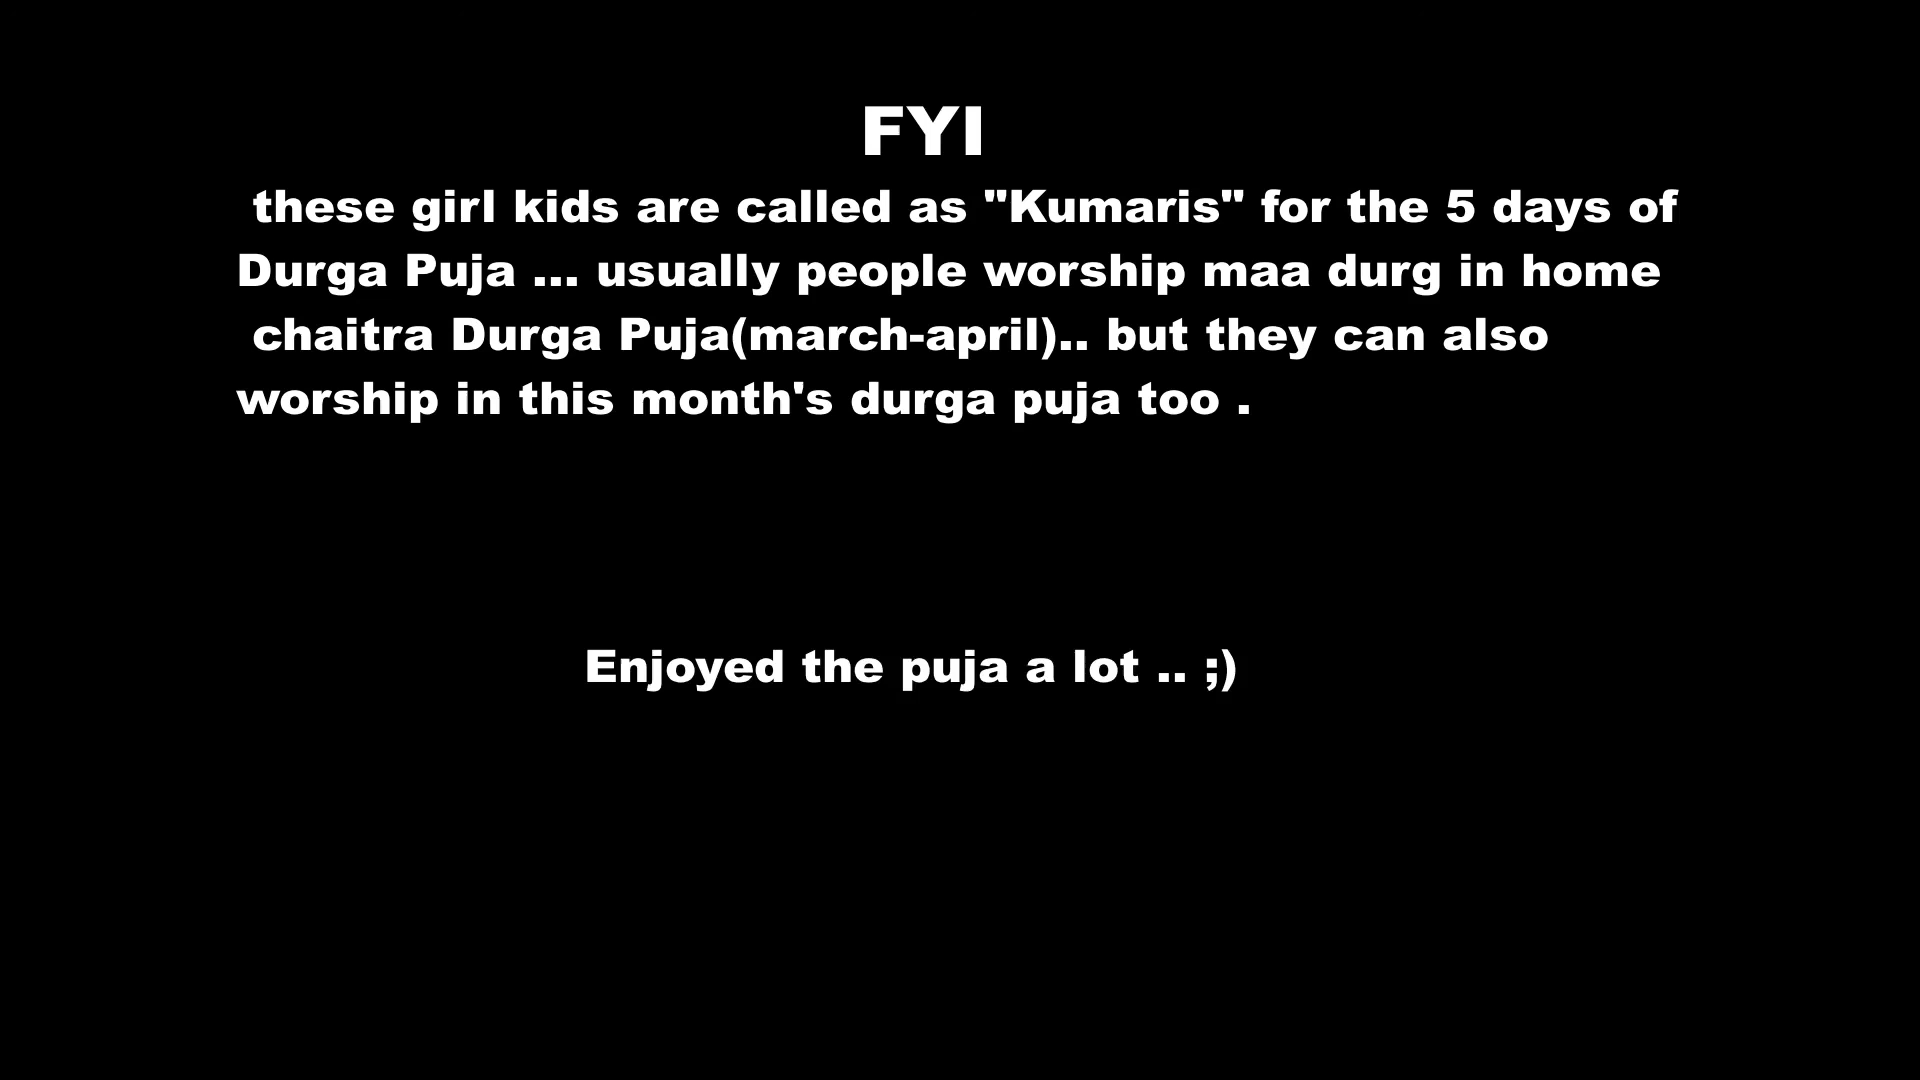 FYI
these girl kids are called as "Kumaris" for the 5 days of
Durga Puja ... usually people worship maa durg in home
chaitra Durga Puja(march-april).. but they can also
worship in this month's durga puja too .
Enjoyed the puja a lot .. ;)